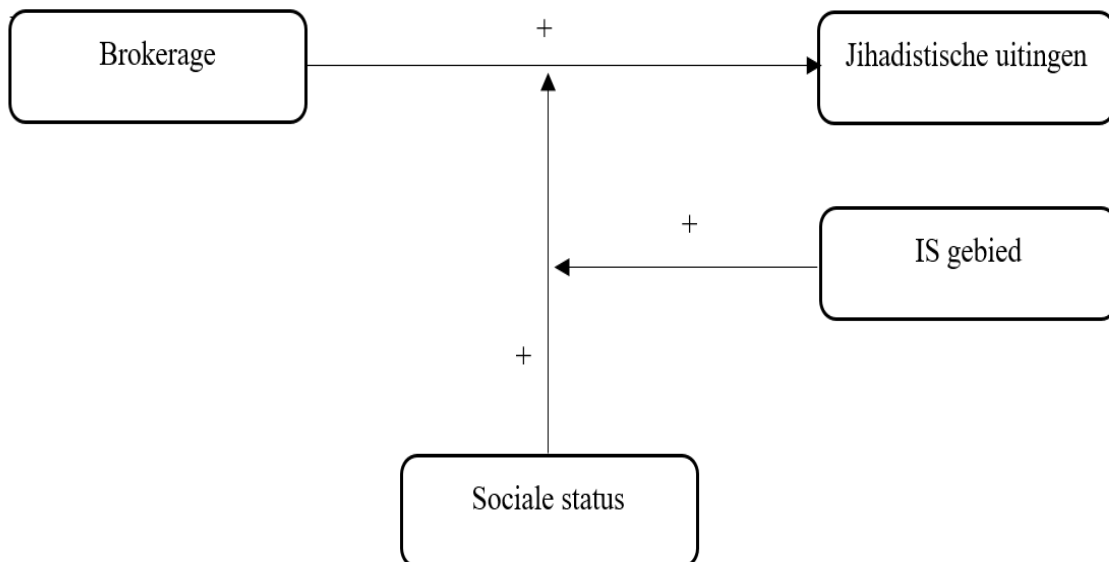 +
Brokerage
Jihadistische uitingen
+
IS gebied
+
Sociale status